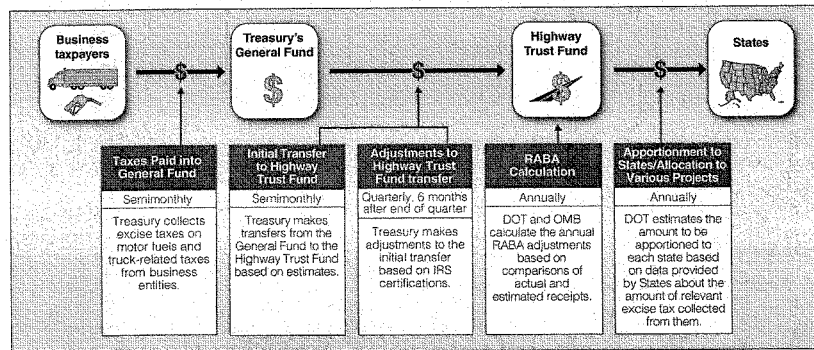 Business
taxpayers
$
Treasury's
General Fund
$
$
Highway
Trust Fund
$
States
Taxes Paid into
General Fund
Semimonthly
Treasury collects
excise taxes on
motor fuels and
truck-related taxes
from business
entities.
Initial Transfer
to Highway
Trust Fund
Semimonthly
Treasury makes
transfers from the
General Fund to the
Highway Trust Fund
based on estimates.
Adjustments to
Highway Trust
Fund transfer
Quarterly, 6 months
after end of quarter
Treasury makes
adjustments to the
initial transfer
based on IRS
certifications.
RABA
Calculation
Annually
DOT and OMB
calculate the annual
RABA adjustments
based on
comparisons of
actual and
estimated receipts.
Apportionment to
States/Allocation to
Various Projects
Annually
DOT estimates the
amount to be
apportioned to
each state based
on data provided
by States about the
amount of relevant
excise tax collected
from them.